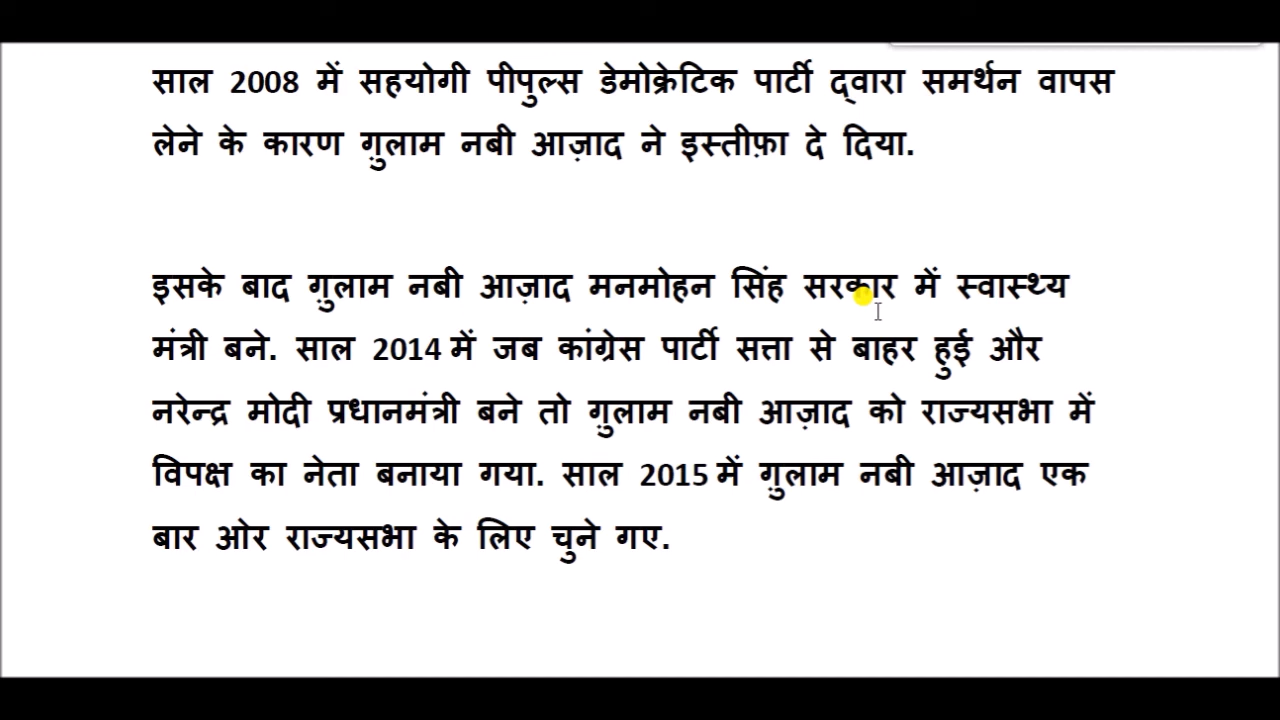 साल 2008 में सहयोगी पीपुल्स डेमोक्रेटिक पार्टी द्वारा समर्थन वापस
लेने के कारण ग़ुलाम नबी आज़ाद ने इस्तीफ़ा दे दिया.
इसके बाद ग़ुलाम नबी आज़ाद मनमोहन सिंह सरकार में स्वास्थ्य
मंत्री बने. साल 2014 में जब कांग्रेस पार्टी सत्ता से बाहर हुई और
नरेन्द्र मोदी प्रधानमंत्री बने तो ग़ुलाम नबी आज़ाद को राज्यसभा में
विपक्ष का नेता बनाया गया. साल 2015 में ग़ुलाम नबी आज़ाद एक
बार ओर राज्यसभा के लिए चुने गए.